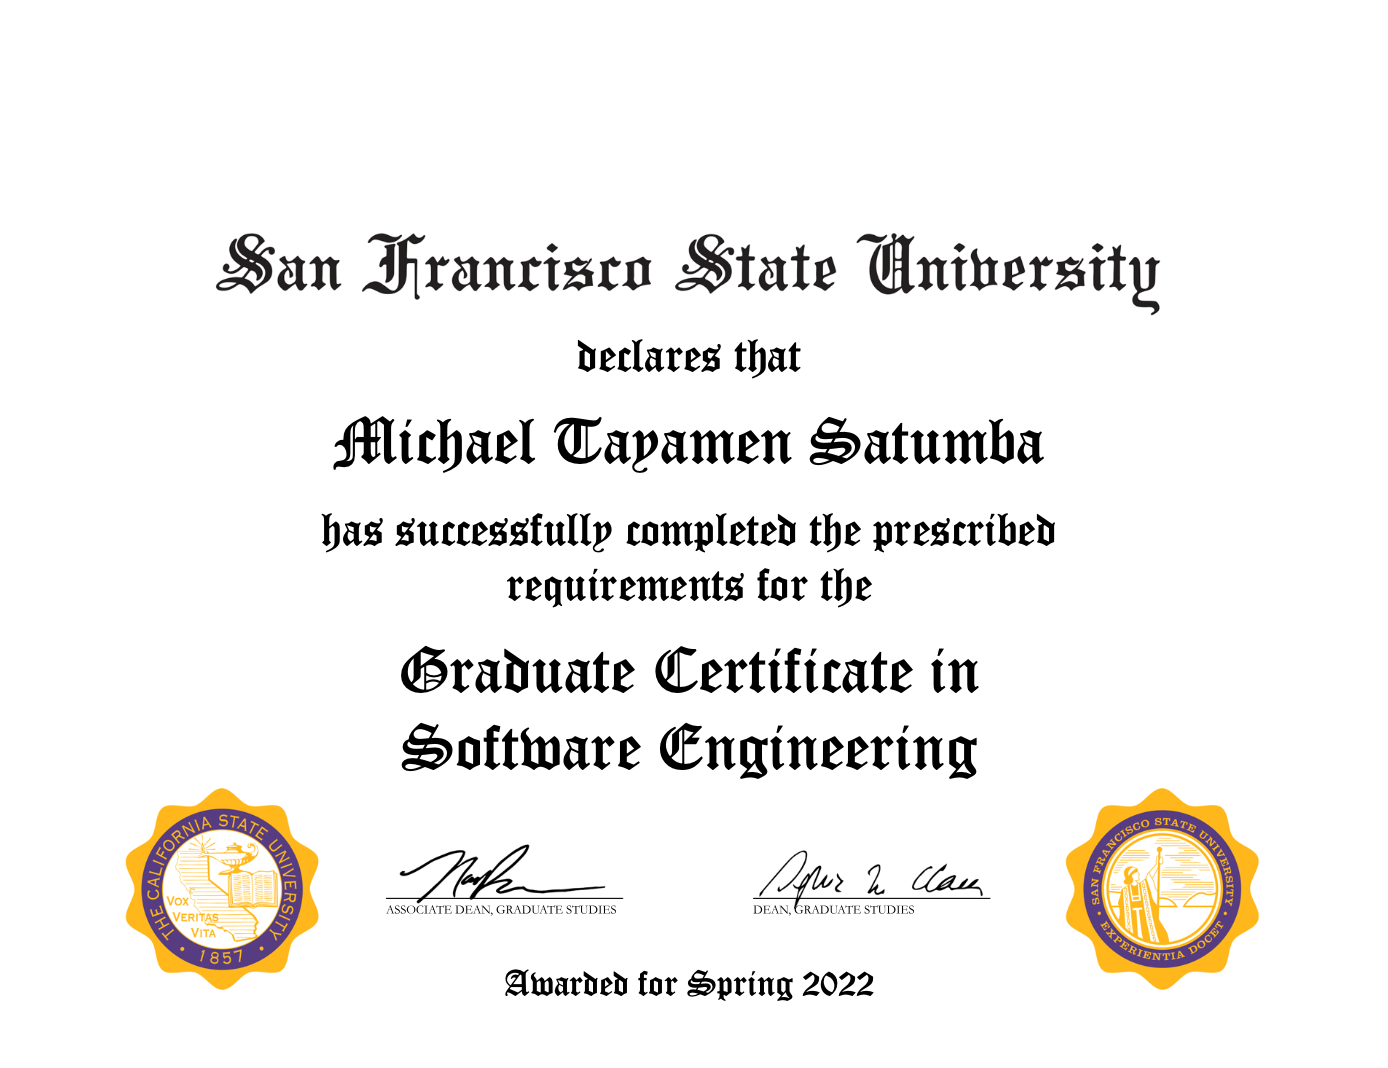 San Francisco State University
declares that
Michael Tayamen Satumba
has successfully completed the prescribed
requirements for the
Graduate Certificate in
Software Engineering
THE CALIFORNIA STATE UNIVERSITY
VOX
VERITAS
VITA
• 1857 •
ASSOCIATE DEAN, GRADUATE STUDIES
DEAN, GRADUATE STUDIES
SAN FRANCISCO STATE UNIVERSITY
• EXPERIENTIA DOCET •
Awarded for Spring 2022